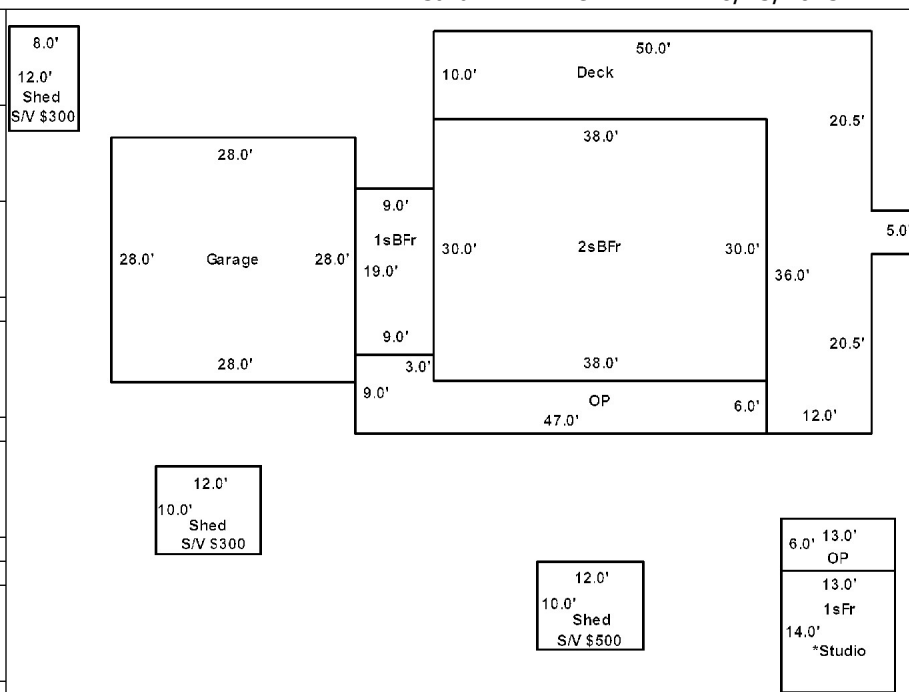 8.0'
12.0'
Shed
S/V $300
50.0'
10.0'
Deck
20.5'
38.0'
28.0'
9.0'
1sBFr
5.0'
28.0'
Garage
28.0'
19.0'
30.0'
2sBFr
30.0'
36.0'
9.0'
20.5'
28.0'
3.0'
38.0'
9.0'
OP
6.0'
47.0'
12.0'
12.0'
10.0'
Shed
S/V $300
6.0' 13.0'
OP
12.0'
10.0'
Shed
S/V $500
13.0'
1sFr
14.0'
*Studio